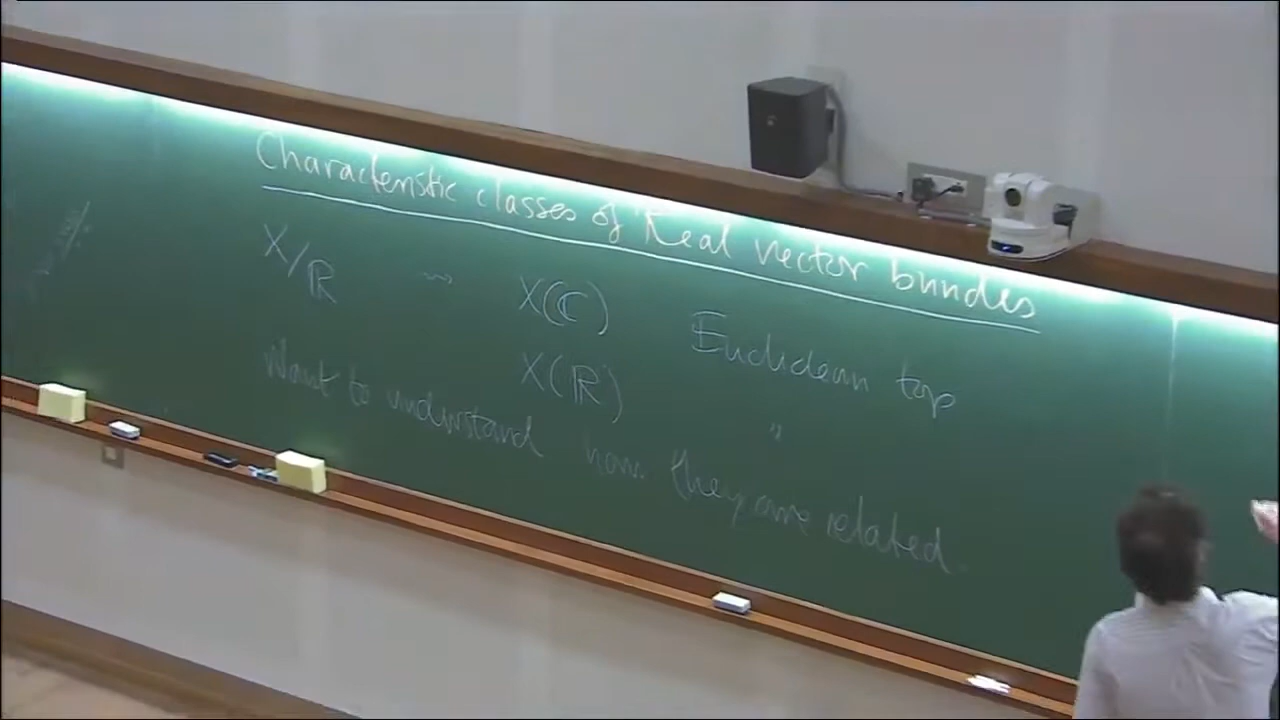 Characteristic classes of Real vector bundles
X/ℝ ⇝ X(ℂ) Euclidean top
X(ℝ) "
Want to understand how they are related.